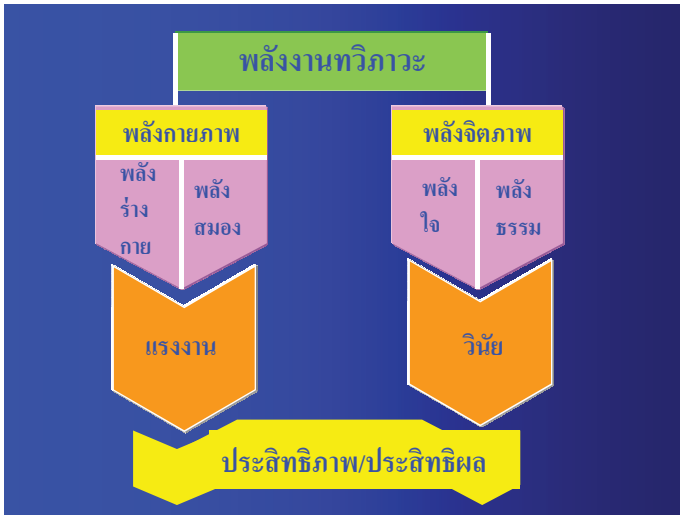 พลังงานทวิภาวะ
พลังกายภาพ
พลังจิตภาพ
พลัง
ร่าง
กาย
พลัง
สมอง
พลัง
ใจ
พลัง
ธรรม
แรงงาน
วินัย
ประสิทธิภาพ/ประสิทธิผล